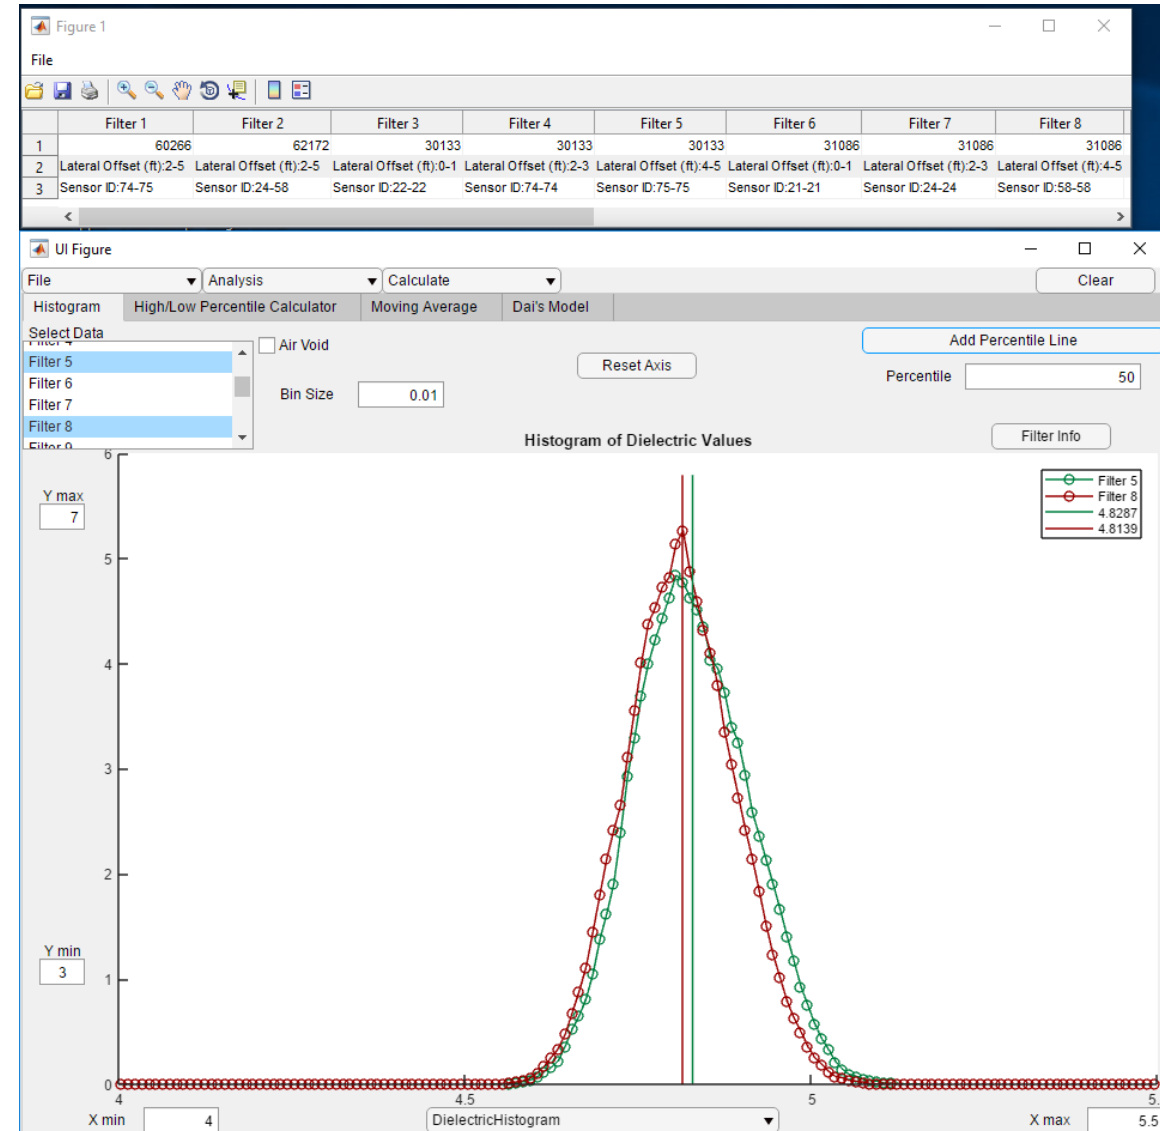 Figure 1
File
Filter 1 Filter 2 Filter 3 Filter 4 Filter 5 Filter 6 Filter 7 Filter 8
1 60266 62172 30133 30133 30133 31086 31086 31086
2 Lateral Offset (ft):2-5 Lateral Offset (ft):2-5 Lateral Offset (ft):0-1 Lateral Offset (ft):2-3 Lateral Offset (ft):4-5 Lateral Offset (ft):0-1 Lateral Offset (ft):2-3 Lateral Offset (ft):4-5
3 Sensor ID:74-75 Sensor ID:24-58 Sensor ID:22-22 Sensor ID:74-74 Sensor ID:75-75 Sensor ID:21-21 Sensor ID:24-24 Sensor ID:58-58
UI Figure
File Analysis Calculate Clear
Histogram High/Low Percentile Calculator Moving Average Dai's Model
Select Data
Filter 4
Filter 5
Filter 6
Filter 7
Filter 8
Filter 9
Air Void
Bin Size 0.01
Reset Axis
Add Percentile Line
Percentile 50
Filter Info
Histogram of Dielectric Values
Filter 5
Filter 8
4.8287
4.8139
Y max
7
Y min
3
6
5
4
3
2
1
0
4 4.5 5 5.
X min 4 DielectricHistogram X max 5.5